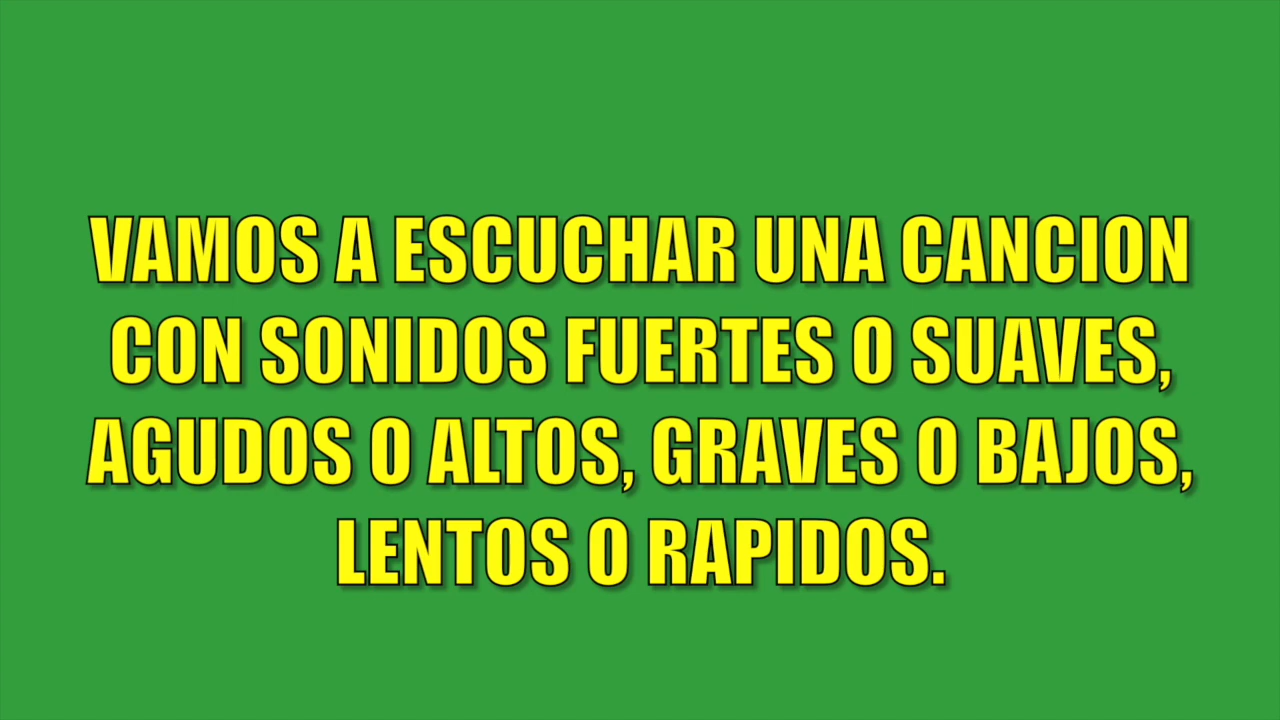 VAMOS A ESCUCHAR UNA CANCION
CON SONIDOS FUERTES O SUAVES,
AGUDOS O ALTOS, GRAVES O BAJOS,
LENTOS O RAPIDOS.